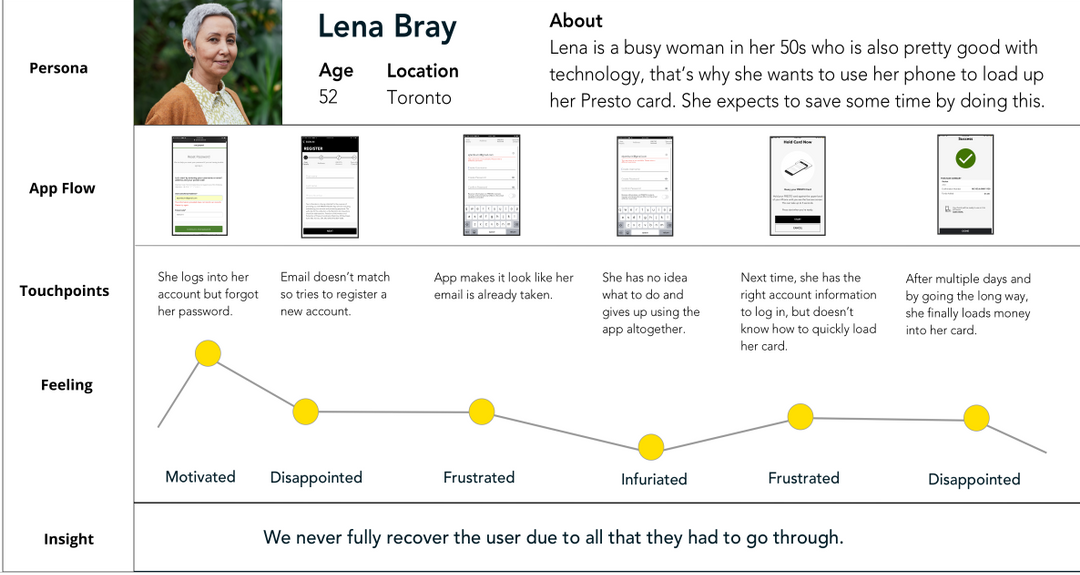 Persona
Lena Bray
Age
Location
52
Toronto
About
Lena is a busy woman in her 50s who is also pretty good with
technology, that's why she wants to use her phone to load up
her Presto card. She expects to save some time by doing this.
App Flow
REGISTER
NEXT
Hold Card Now
CANCEL
Success
Touchpoints
She logs into her
account but forgot
her password.
Email doesn't match
so tries to register a
new account.
App makes it look like her
email is already taken.
She has no idea
what to do and
gives up using the
app altogether.
Next time, she has the
right account information
to log in, but doesn't
know how to quickly load
her card.
After multiple days and
by going the long way,
she finally loads money
into her card.
Feeling
Motivated
Disappointed
Frustrated
Infuriated
Frustrated
Disappointed
Insight
We never fully recover the user due to all that they had to go through.